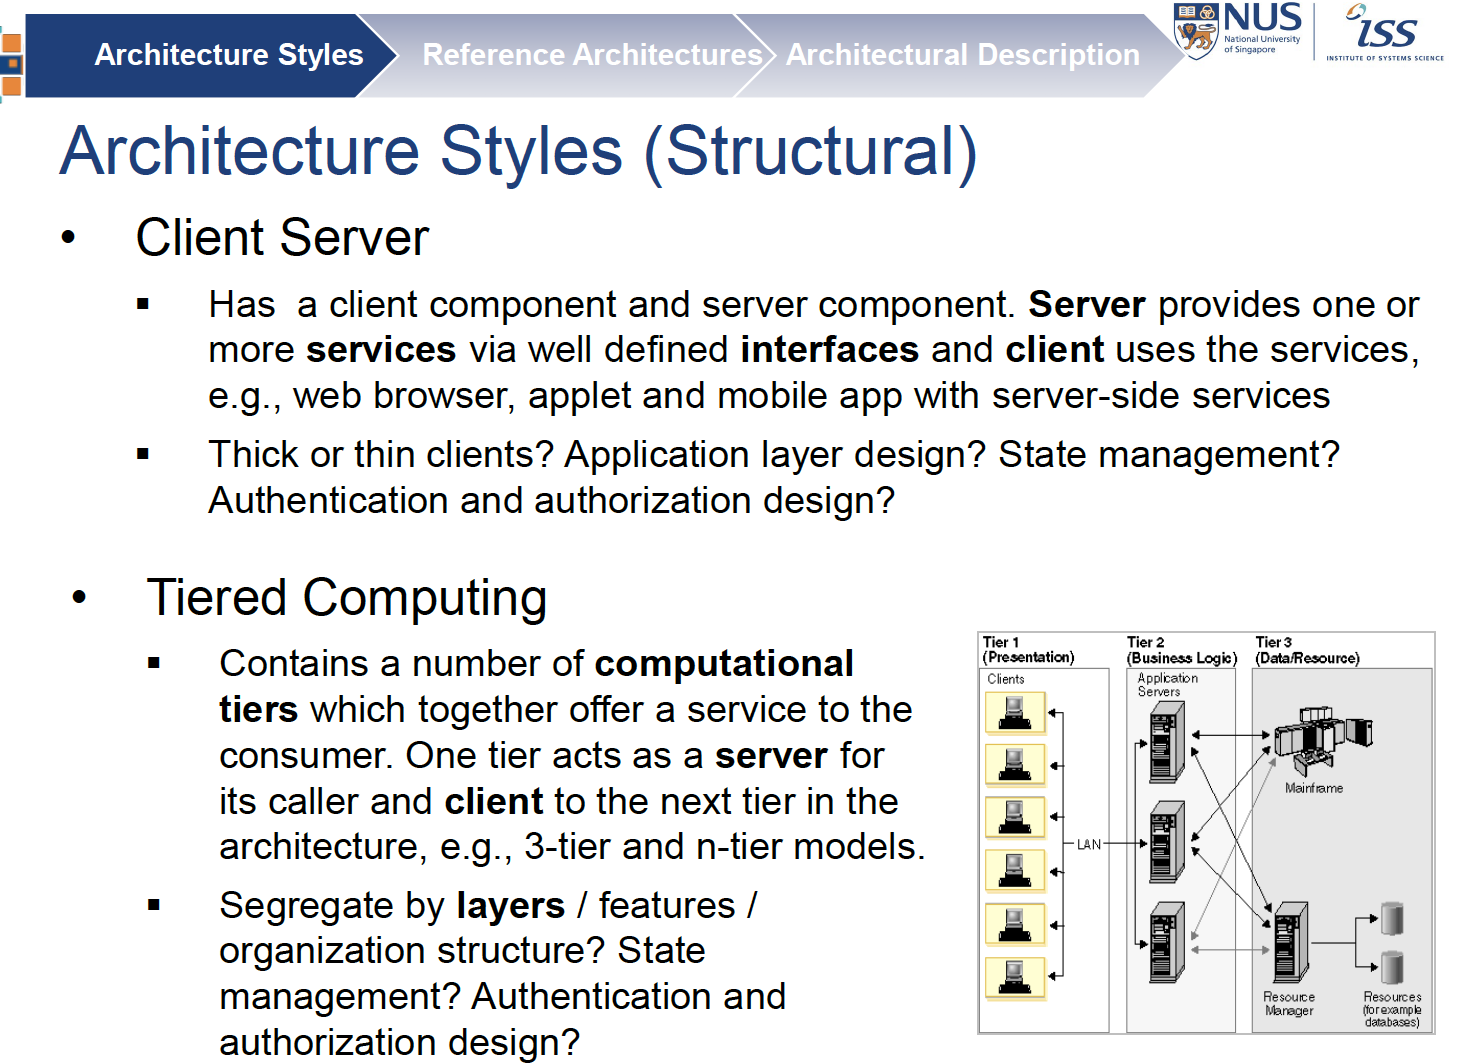 Architecture Styles
Reference Architectures
Architectural Description
NUS
National University
of Singapore
iss
INSTITUTE OF SYSTEMS SCIENCE
Architecture Styles (Structural)
• Client Server
▪ Has a client component and server component. Server provides one or
more services via well defined interfaces and client uses the services,
e.g., web browser, applet and mobile app with server-side services
▪ Thick or thin clients? Application layer design? State management?
Authentication and authorization design?
• Tiered Computing
▪ Contains a number of computational
tiers which together offer a service to the
consumer. One tier acts as a server for
its caller and client to the next tier in the
architecture, e.g., 3-tier and n-tier models.
▪ Segregate by layers / features /
organization structure? State
management? Authentication and
authorization design?
Tier 1
(Presentation)
Clients
LAN
Tier 2
(Business Logic)
Application
Servers
Tier 3
(Data/Resource)
Mainframe
Resource
Manager
Resources
(for example
databases)